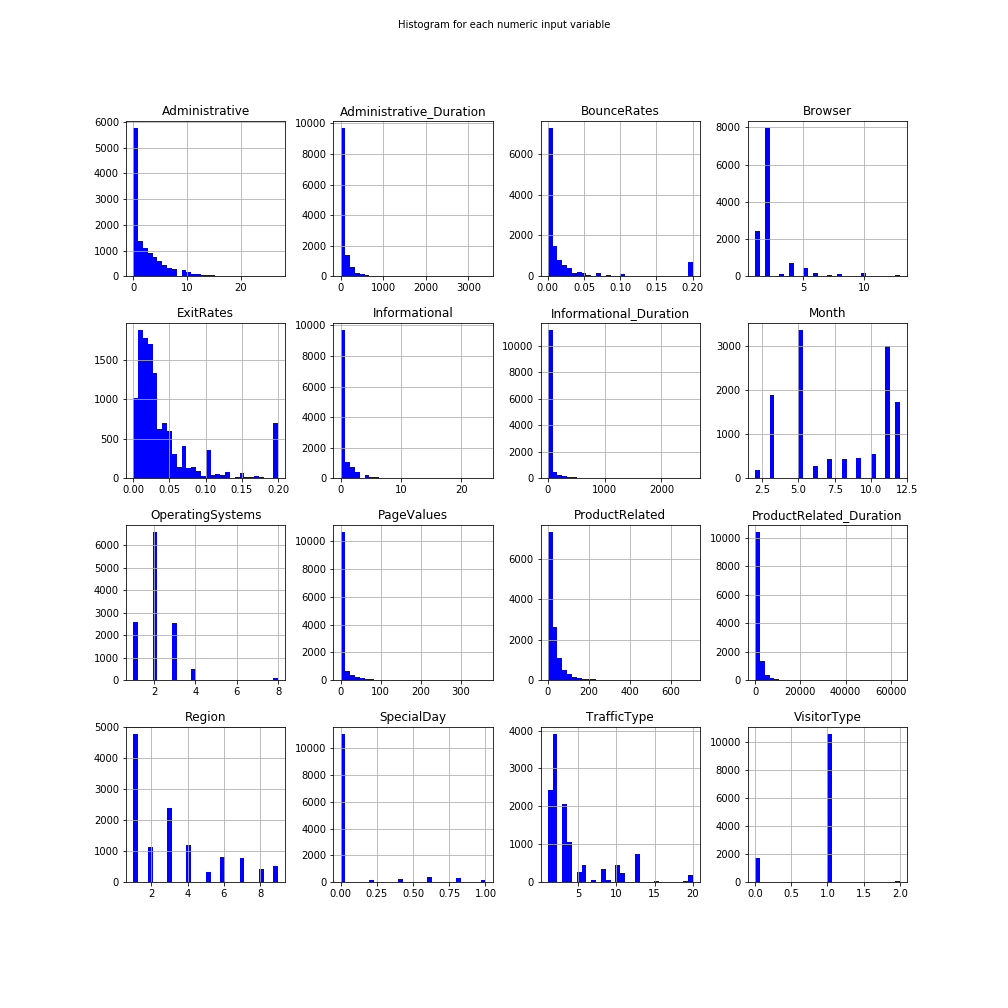 Histogram for each numeric input variable
Administrative
6000
5000
4000
3000
2000
1000
0
0 10 20
Administrative_Duration
10000
8000
6000
4000
2000
0
0 1000 2000 3000
BounceRates
6000
4000
2000
0
0.00 0.05 0.10 0.15 0.20
Browser
8000
6000
4000
2000
0
5 10
ExitRates
1500
1000
500
0
0.00 0.05 0.10 0.15 0.20
Informational
10000
8000
6000
4000
2000
0
0 10 20
Informational_Duration
10000
8000
6000
4000
2000
0
0 1000 2000
Month
3000
2000
1000
0
2.5 5.0 7.5 10.0 12.5
OperatingSystems
6000
5000
4000
3000
2000
1000
0
2 4 6 8
PageValues
10000
8000
6000
4000
2000
0
0 100 200 300
ProductRelated
6000
4000
2000
0
0 200 400 600
ProductRelated_Duration
10000
8000
6000
4000
2000
0
0 20000 40000 60000
Region
5000
4000
3000
2000
1000
0
2 4 6 8
SpecialDay
10000
8000
6000
4000
2000
0
0.00 0.25 0.50 0.75 1.00
TrafficType
4000
3000
2000
1000
0
5 10 15 20
VisitorType
10000
8000
6000
4000
2000
0
0.0 0.5 1.0 1.5 2.0